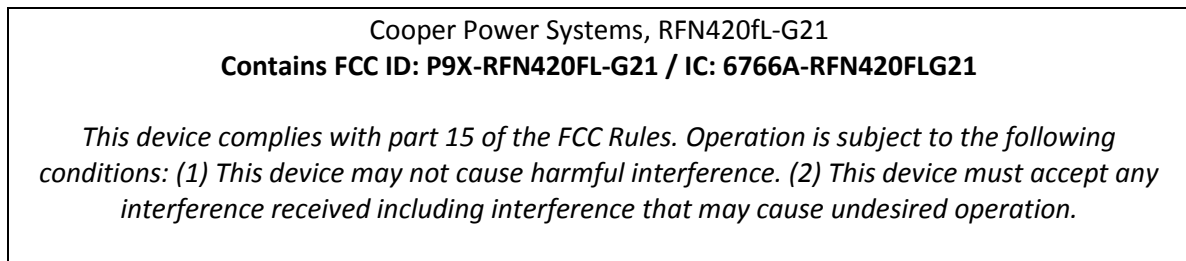 Cooper Power Systems, RFN420fL-G21
Contains FCC ID: P9X-RFN420FL-G21 / IC: 6766A-RFN420FLG21
This device complies with part 15 of the FCC Rules. Operation is subject to the following
conditions: (1) This device may not cause harmful interference. (2) This device must accept any
interference received including interference that may cause undesired operation.